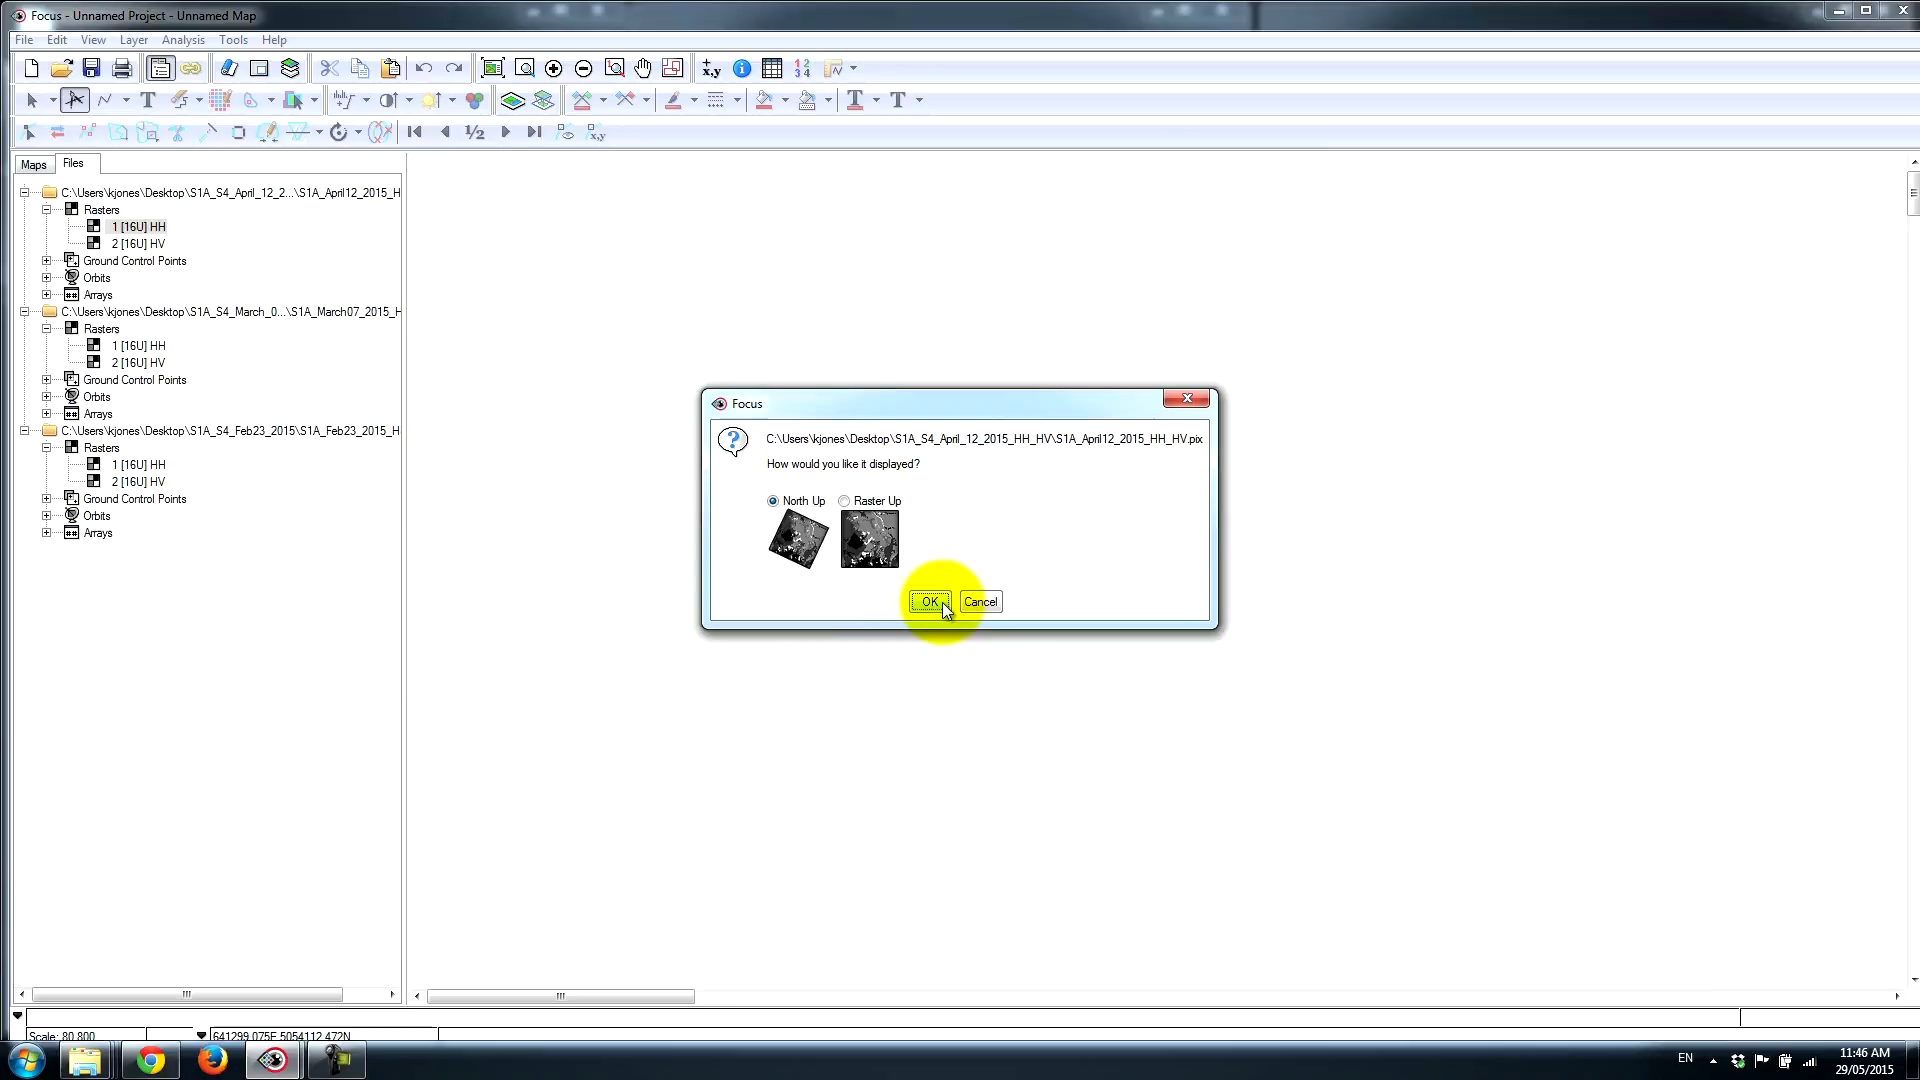 Focus - Unnamed Project - Unnamed Map
File Edit View Layer Analysis Tools Help
Maps Files
C:\Users\kjones\Desktop\S1A_S4_April_12_2...\S1A_April12_2015_H
Rasters
1 [16U] HH
2 [16U] HV
Ground Control Points
Orbits
Arrays
C:\Users\kjones\Desktop\S1A_S4_March_0...\S1A_March07_2015_H
Rasters
1 [16U] HH
2 [16U] HV
Ground Control Points
Orbits
Arrays
C:\Users\kjones\Desktop\S1A_S4_Feb23_2015\S1A_Feb23_2015_H
Rasters
1 [16U] HH
2 [16U] HV
Ground Control Points
Orbits
Arrays
Focus
C:\Users\kjones\Desktop\S1A_S4_April_12_2015_HH_HV\S1A_April12_2015_HH_HV.pix
How would you like it displayed?
North Up Raster Up
OK Cancel
Scale: 80,800 641299.075E 5054112.472N
EN
11:46 AM
29/05/2015